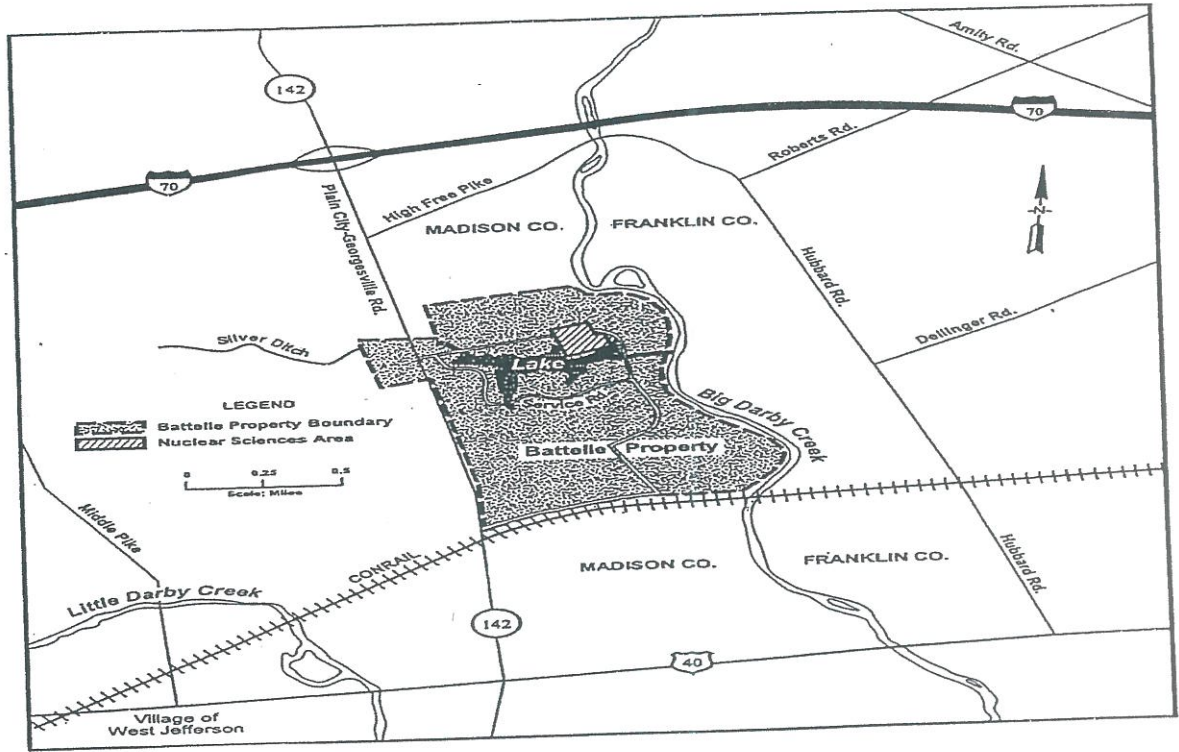 Amity Rd.
142
70
Roberts Rd.
70
High Free Pike
N
MADISON CO.
FRANKLIN CO.
Plain City-Georgesville Rd.
Hubbard Rd.
Dellinger Rd.
Silver Ditch
Lake
Service Rd.
Big Darby Creek
LEGEND
Battelle Property Boundary
Nuclear Sciences Area
0 0.25 0.5
Scale: Miles
Battelle Property
Middle Pike
CONRAIL
MADISON CO.
FRANKLIN CO.
Hubbard Rd.
Little Darby Creek
142
40
Village of
West Jefferson